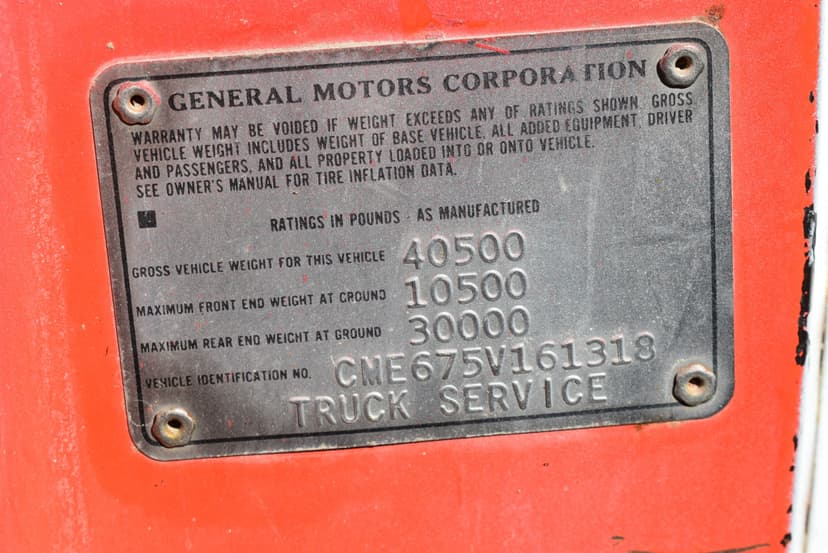 GENERAL MOTORS CORPORATION
WARRANTY MAY BE VOIDED IF WEIGHT EXCEEDS ANY OF RATINGS SHOWN. GROSS
VEHICLE WEIGHT INCLUDES WEIGHT OF BASE VEHICLE, ALL ADDED EQUIPMENT, DRIVER
AND PASSENGERS, AND ALL PROPERTY LOADED INTO OR ONTO VEHICLE.
SEE OWNER'S MANUAL FOR TIRE INFLATION DATA.
RATINGS IN POUNDS - AS MANUFACTURED
GROSS VEHICLE WEIGHT FOR THIS VEHICLE 40500
MAXIMUM FRONT END WEIGHT AT GROUND 10500
MAXIMUM REAR END WEIGHT AT GROUND 30000
VEHICLE IDENTIFICATION NO. CME675V161318
TRUCK SERVICE